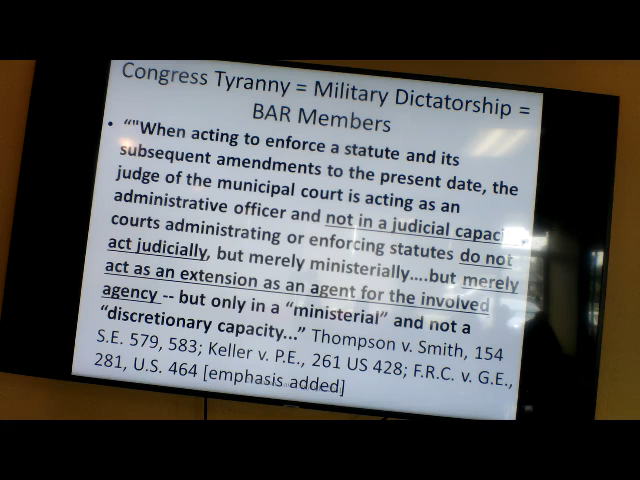 Congress Tyranny = Military Dictatorship =
BAR Members
• “"When acting to enforce a statute and its
subsequent amendments to the present date, the
judge of the municipal court is acting as an
administrative officer and not in a judicial
courts administrating or enforcing statutes do not
act judicially, but merely ministerially....but merely
act as an extension as an agent for the involved
agency -- but only in a “ministerial” and not a
“discretionary capacity...” Thompson v. Smith, 154
S.E. 579, 583; Keller v. P.E., 261 US 428; F.R.C. v. G.E.,
281, U.S. 464 [emphasis added]